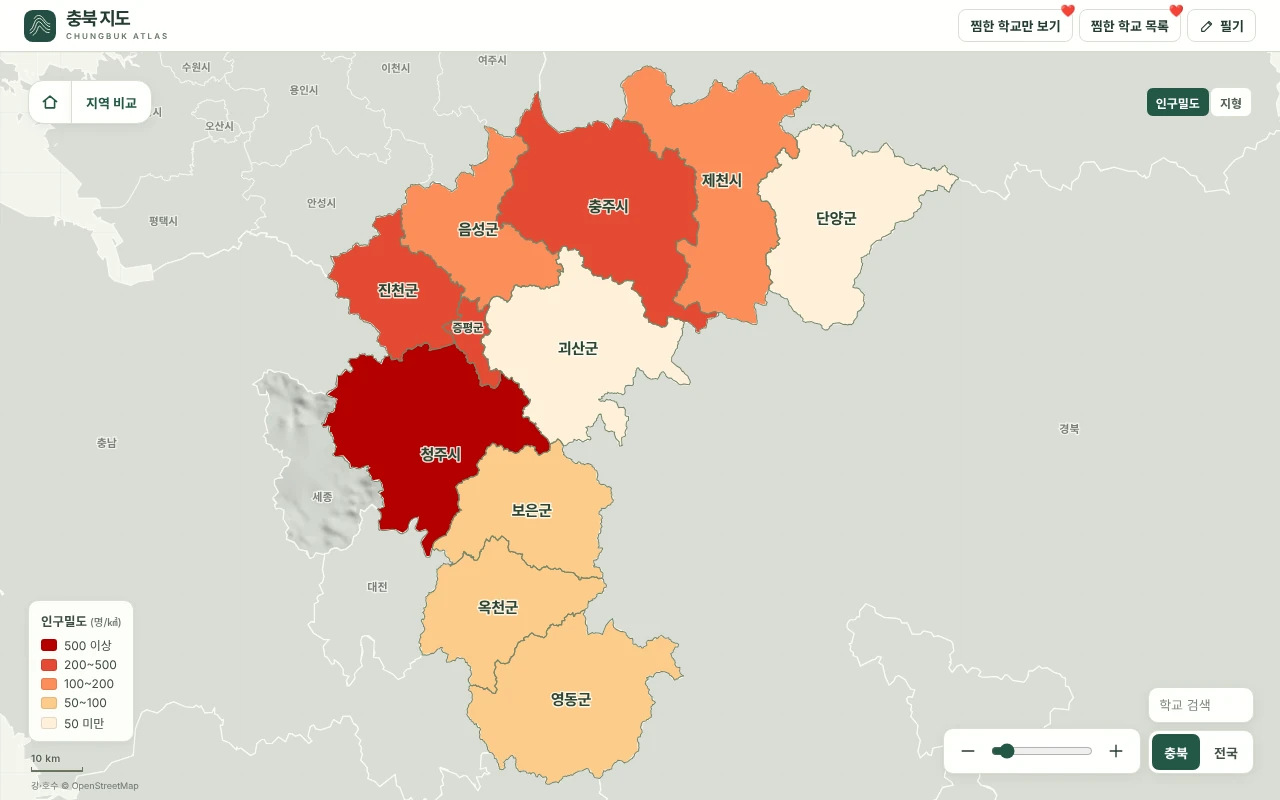 충북 지도
CHUNGBUK ATLAS
찜한 학교만 보기
찜한 학교 목록
필기
지역 비교
인구밀도
지형
수원시
이천시
여주시
용인시
시
오산시
안성시
평택시
제천시
충주시
단양군
음성군
진천군
증평군
괴산군
충남
경북
청주시
세종
보은군
대전
옥천군
영동군
인구밀도 (명/㎢)
500 이상
200~500
100~200
50~100
50 미만
10 km
강·호수 © OpenStreetMap
학교 검색
충북
전국